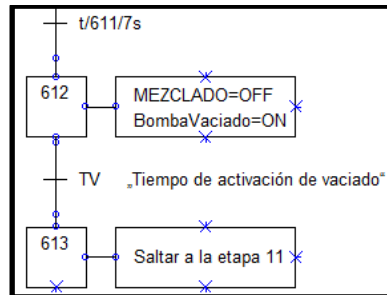 t/611/7s
612
MEZCLADO=OFF
BombaVaciado=ON
TV „Tiempo de activación de vaciado“
613
Saltar a la etapa 11